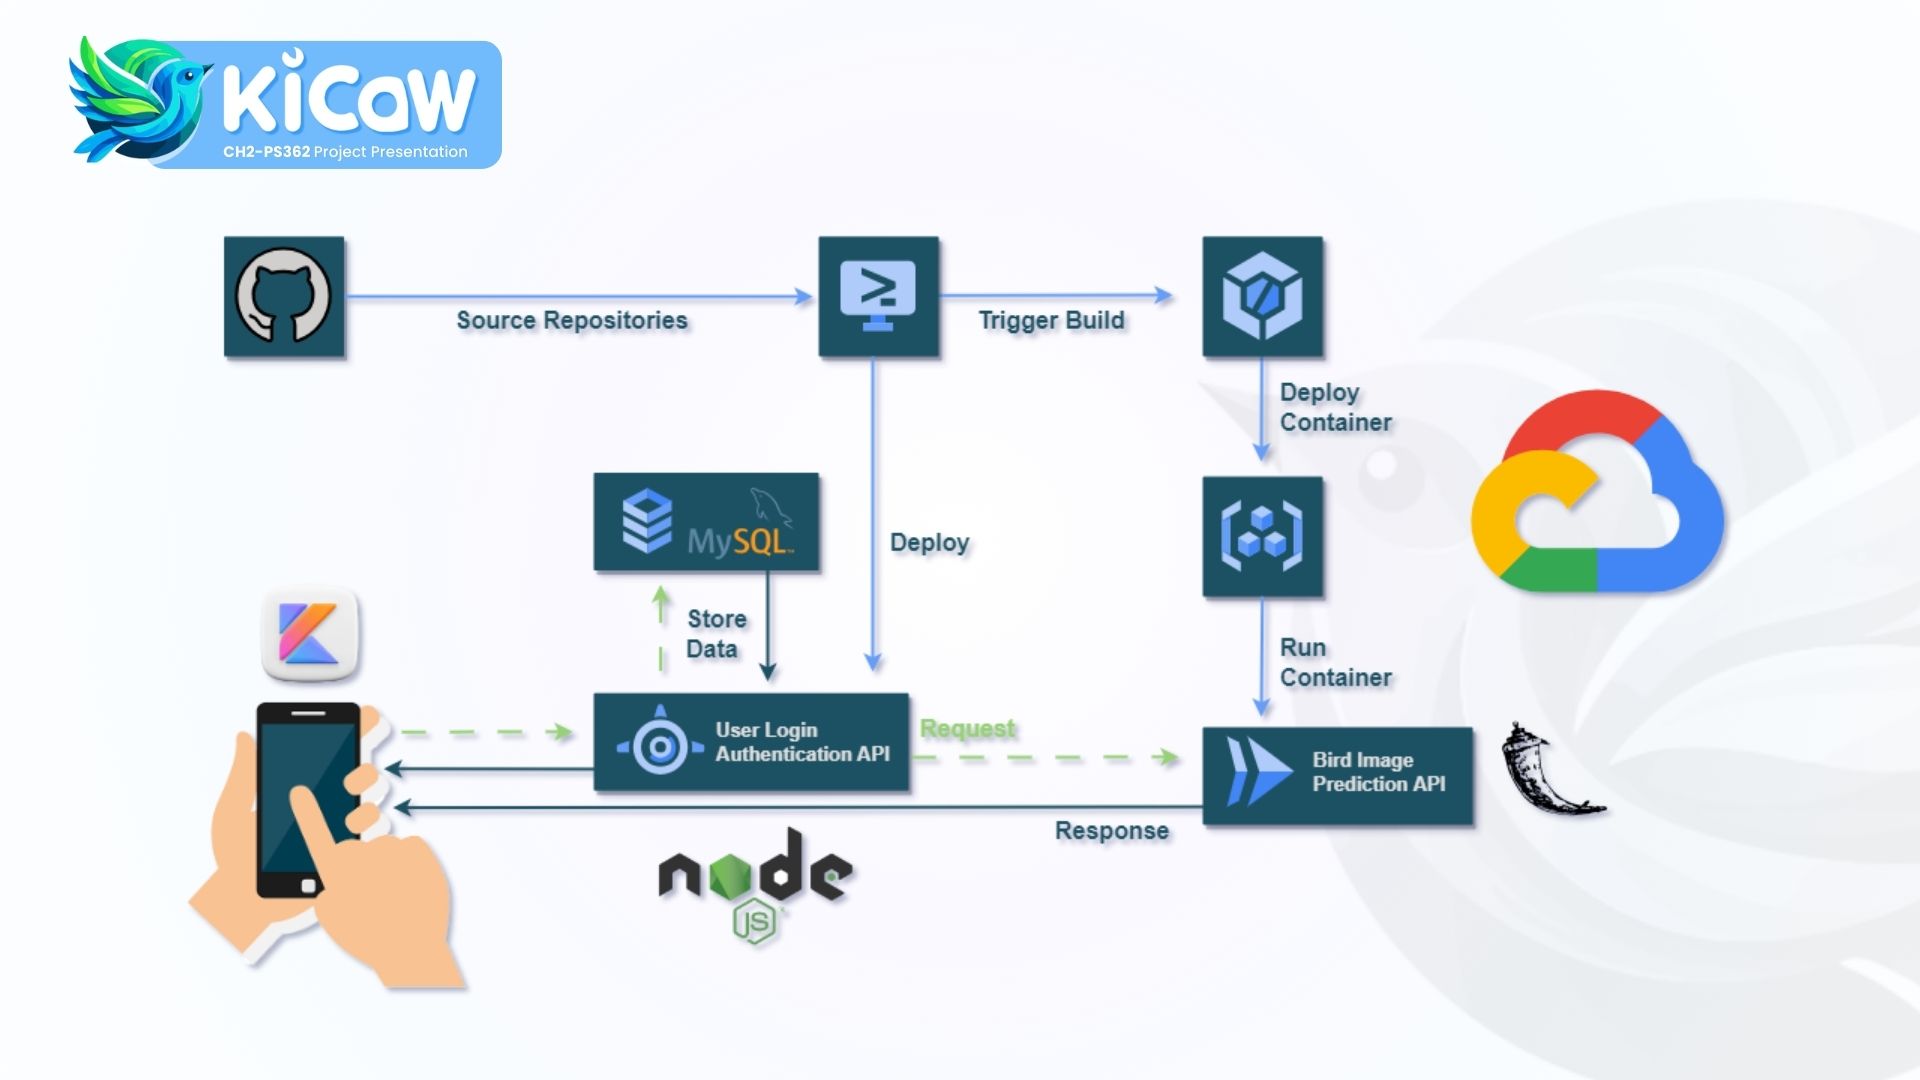 KiCaW
CH2-PS362 Project Presentation
Source Repositories
Trigger Build
Deploy
Container
MySQL
Deploy
Store
Data
Run
Container
User Login
Authentication API
Request
Bird Image
Prediction API
Response
node
JS